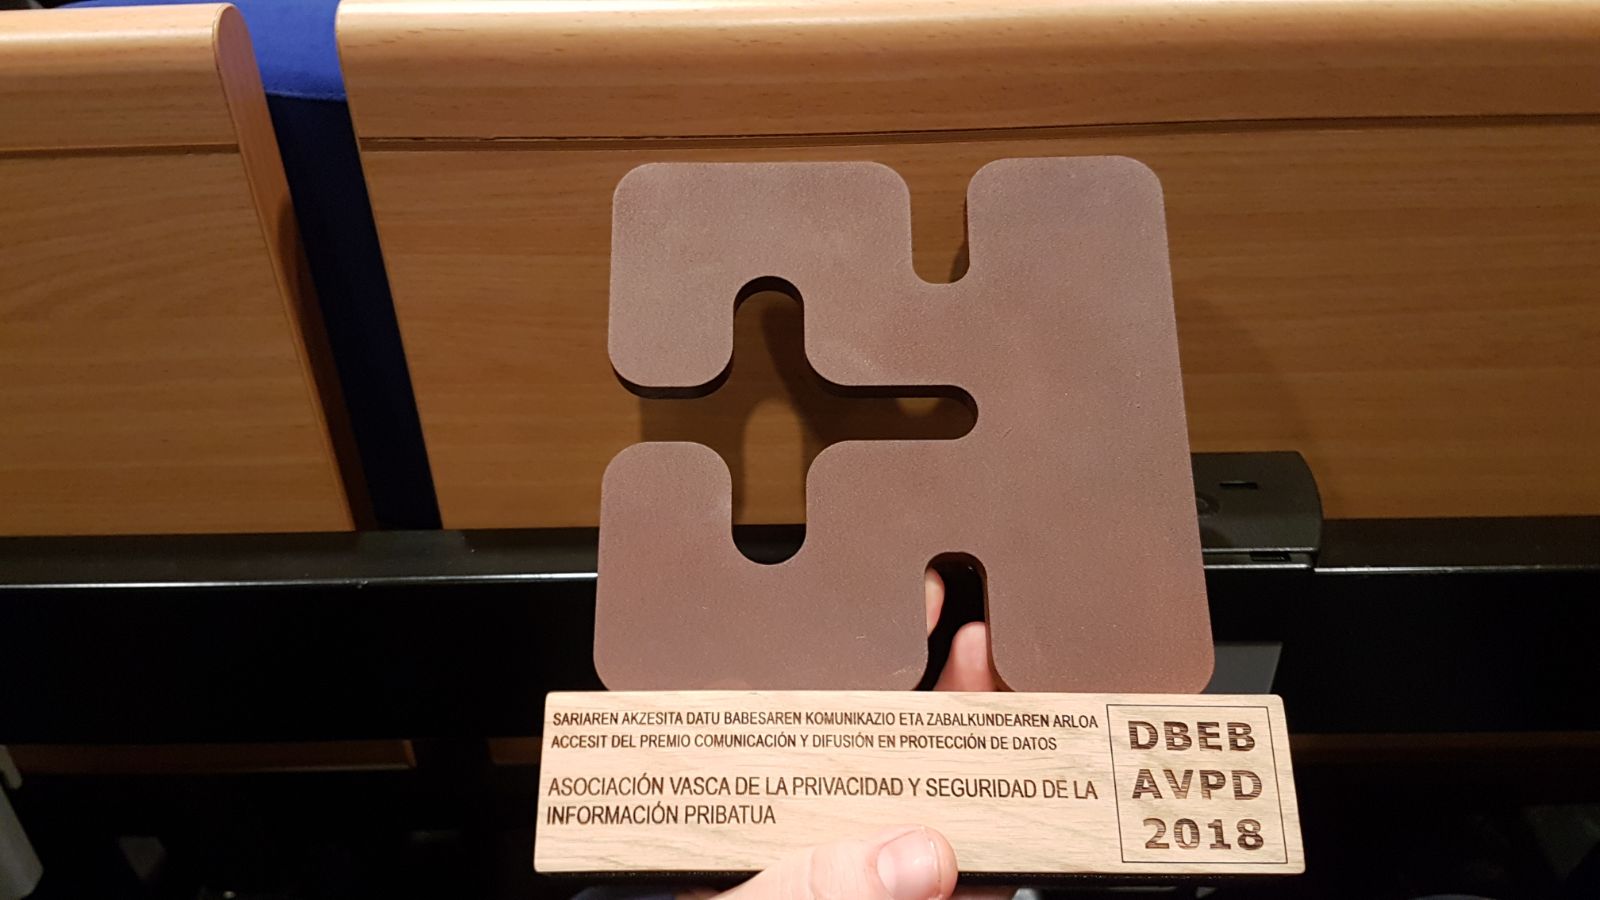 SARIAREN AKZESITA DATU BABESAREN KOMUNIKAZIO ETA ZABALKUNDEAREN ARLOA
ACCESIT DEL PREMIO COMUNICACIÓN Y DIFUSIÓN EN PROTECCIÓN DE DATOS
ASOCIACIÓN VASCA DE LA PRIVACIDAD Y SEGURIDAD DE LA
INFORMACIÓN PRIBATUA
DBEB
AVPD
2018